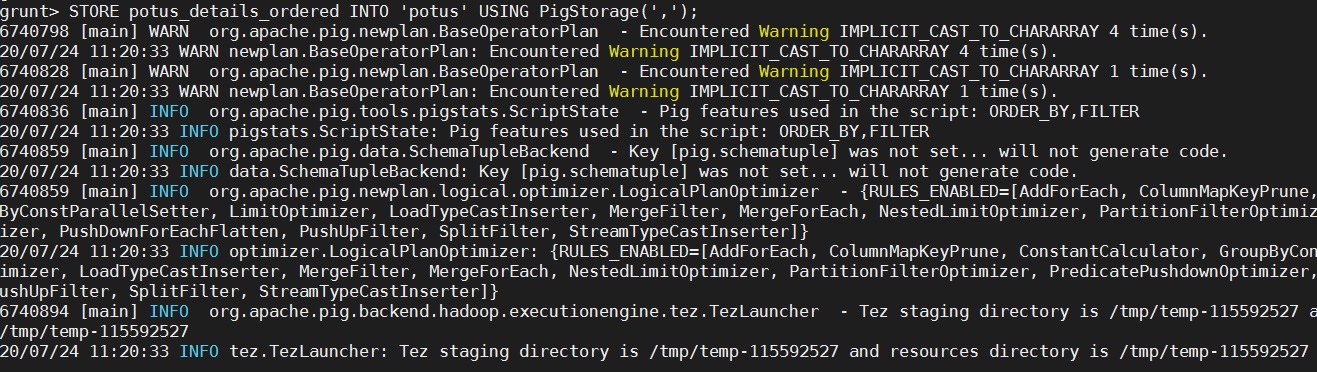 grunt> STORE potus_details_ordered INTO 'potus' USING PigStorage(',');
6740798 [main] WARN  org.apache.pig.newplan.BaseOperatorPlan  - Encountered Warning IMPLICIT_CAST_TO_CHARARRAY 4 time(s).
20/07/24 11:20:33 WARN newplan.BaseOperatorPlan: Encountered Warning IMPLICIT_CAST_TO_CHARARRAY 4 time(s).
6740828 [main] WARN  org.apache.pig.newplan.BaseOperatorPlan  - Encountered Warning IMPLICIT_CAST_TO_CHARARRAY 1 time(s).
20/07/24 11:20:33 WARN newplan.BaseOperatorPlan: Encountered Warning IMPLICIT_CAST_TO_CHARARRAY 1 time(s).
6740836 [main] INFO  org.apache.pig.tools.pigstats.ScriptState  - Pig features used in the script: ORDER_BY,FILTER
20/07/24 11:20:33 INFO pigstats.ScriptState: Pig features used in the script: ORDER_BY,FILTER
6740859 [main] INFO  org.apache.pig.data.SchemaTupleBackend  - Key [pig.schematuple] was not set... will not generate code.
20/07/24 11:20:33 INFO data.SchemaTupleBackend: Key [pig.schematuple] was not set... will not generate code.
6740859 [main] INFO  org.apache.pig.newplan.logical.optimizer.LogicalPlanOptimizer  - {RULES_ENABLED=[AddForEach, ColumnMapKeyPrune,
ByConstParallelSetter, LimitOptimizer, LoadTypeCastInserter, MergeFilter, MergeForEach, NestedLimitOptimizer, PartitionFilterOptimiz
izer, PushDownForEachFlatten, PushUpFilter, SplitFilter, StreamTypeCastInserter]}
20/07/24 11:20:33 INFO optimizer.LogicalPlanOptimizer: {RULES_ENABLED=[AddForEach, ColumnMapKeyPrune, ConstantCalculator, GroupByCon
imizer, LoadTypeCastInserter, MergeFilter, MergeForEach, NestedLimitOptimizer, PartitionFilterOptimizer, PredicatePushdownOptimizer,
ushUpFilter, SplitFilter, StreamTypeCastInserter]}
6740894 [main] INFO  org.apache.pig.backend.hadoop.executionengine.tez.TezLauncher  - Tez staging directory is /tmp/temp-115592527 a
/tmp/temp-115592527
20/07/24 11:20:33 INFO tez.TezLauncher: Tez staging directory is /tmp/temp-115592527 and resources directory is /tmp/temp-115592527